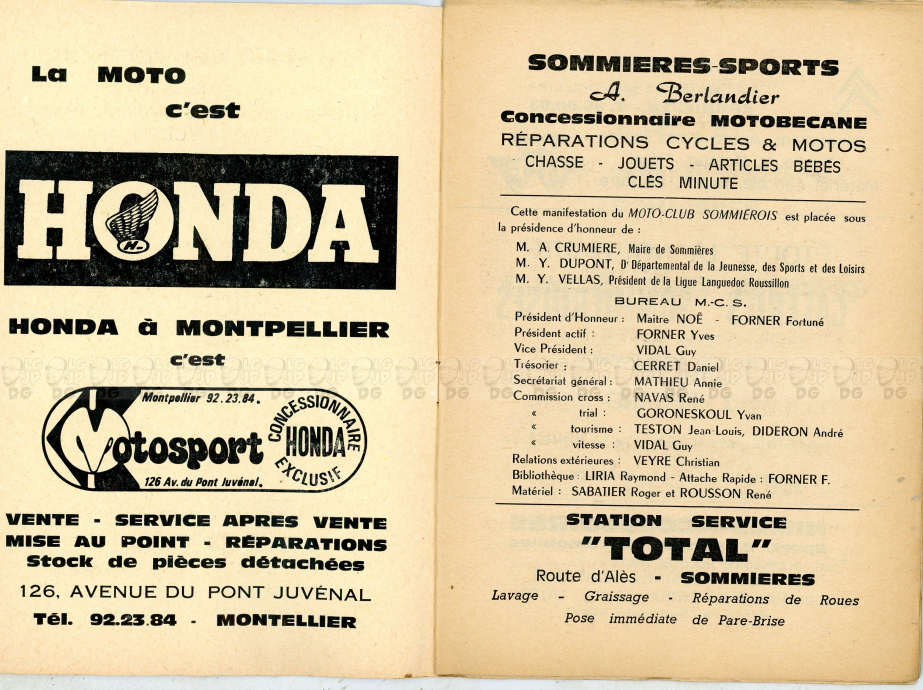 La MOTO
c'est
HONDA
H
HONDA à MONTPELLIER
c'est
Montpellier 92.23.84.
Motosport
CONCESSIONNAIRE
HONDA
EXCLUSIF
126 Av. du Pont Juvénal.
VENTE - SERVICE APRES VENTE
MISE AU POINT - RÉPARATIONS
Stock de pièces détachées
126, AVENUE DU PONT JUVÉNAL
Tél. 92.23.84 - MONTELLIER
SOMMIERES-SPORTS
A. Berlandier
Concessionnaire MOTOBECANE
RÉPARATIONS CYCLES & MOTOS
CHASSE - JOUETS - ARTICLES BÉBÉS
CLÉS MINUTE
Cette manifestation du MOTO-CLUB SOMMIÉROIS est placée sous
la présidence d'honneur de :
M. A. CRUMIERE, Maire de Sommières
M. Y. DUPONT, Dr Départemental de la Jeunesse, des Sports et des Loisirs
M. Y. VELLAS, Président de la Ligue Languedoc Roussillon
BUREAU M.-C. S.
Président d'Honneur : Maitre NOÊ - FORNER Fortuné
Président actif : FORNER Yves
Vice Président : VIDAL Guy
Trésorier : CERRET Daniel
Secrétariat général : MATHIEU Annie
Commission cross : NAVAS René
« trial : GORONESKOUL Yvan
« tourisme : TESTON Jean-Louis, DIDERON André
« vitesse : VIDAL Guy
Relations extérieures : VEYRE Christian
Bibliothèque : LIRIA Raymond - Attache Rapide : FORNER F.
Matériel : SABATIER Roger et ROUSSON René
STATION SERVICE
"TOTAL"
Route d'Alès - SOMMIERES
Lavage - Graissage - Réparations de Roues
Pose immédiate de Pare-Brise